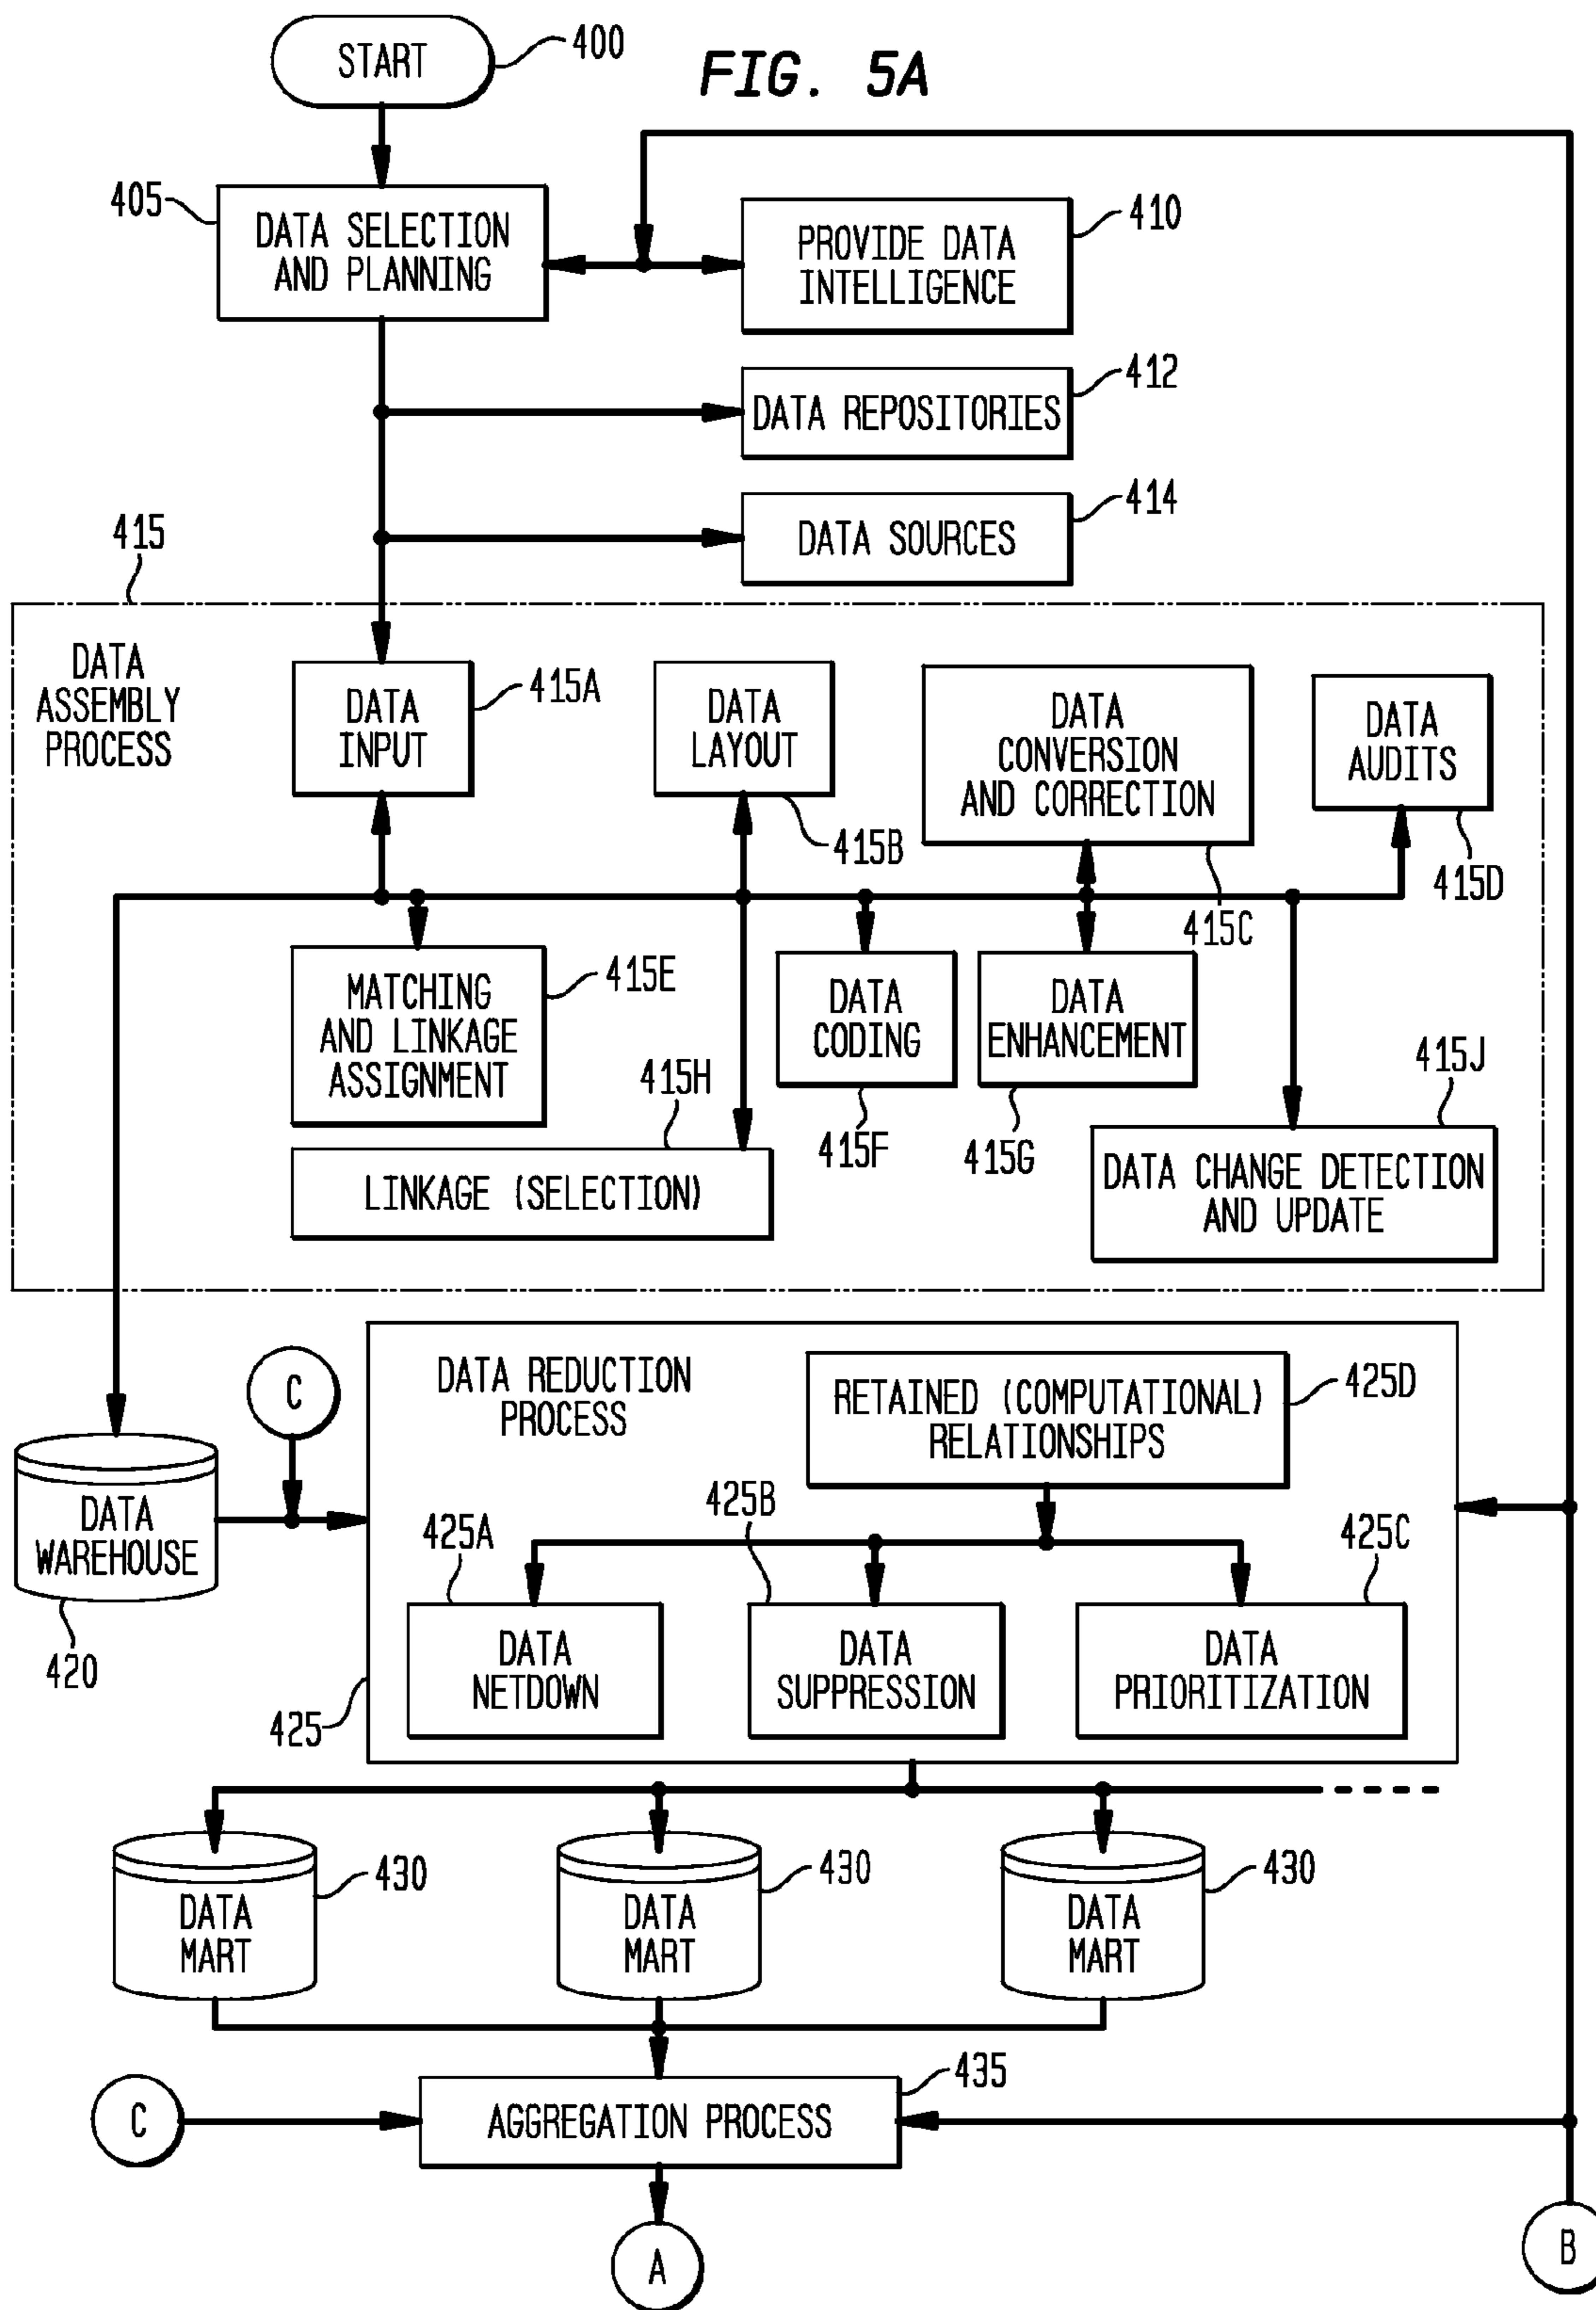 START
400
FIG. 5A
405
DATA SELECTION
AND PLANNING
410
PROVIDE DATA
INTELLIGENCE
412
DATA REPOSITORIES
414
DATA SOURCES
415
DATA
ASSEMBLY
PROCESS
DATA
INPUT
415A
DATA
LAYOUT
415B
DATA
CONVERSION
AND CORRECTION
415C
DATA
AUDITS
415D
MATCHING
AND LINKAGE
ASSIGNMENT
415E
415H
LINKAGE (SELECTION)
DATA
CODING
415F
DATA
ENHANCEMENT
415G
415J
DATA CHANGE DETECTION
AND UPDATE
C
DATA REDUCTION
PROCESS
RETAINED (COMPUTATIONAL)
RELATIONSHIPS
425D
DATA
WAREHOUSE
420
425A
425B
425C
DATA
NETDOWN
DATA
SUPPRESSION
DATA
PRIORITIZATION
425
DATA
MART
430
DATA
MART
430
DATA
MART
430
C
AGGREGATION PROCESS
435
A
B